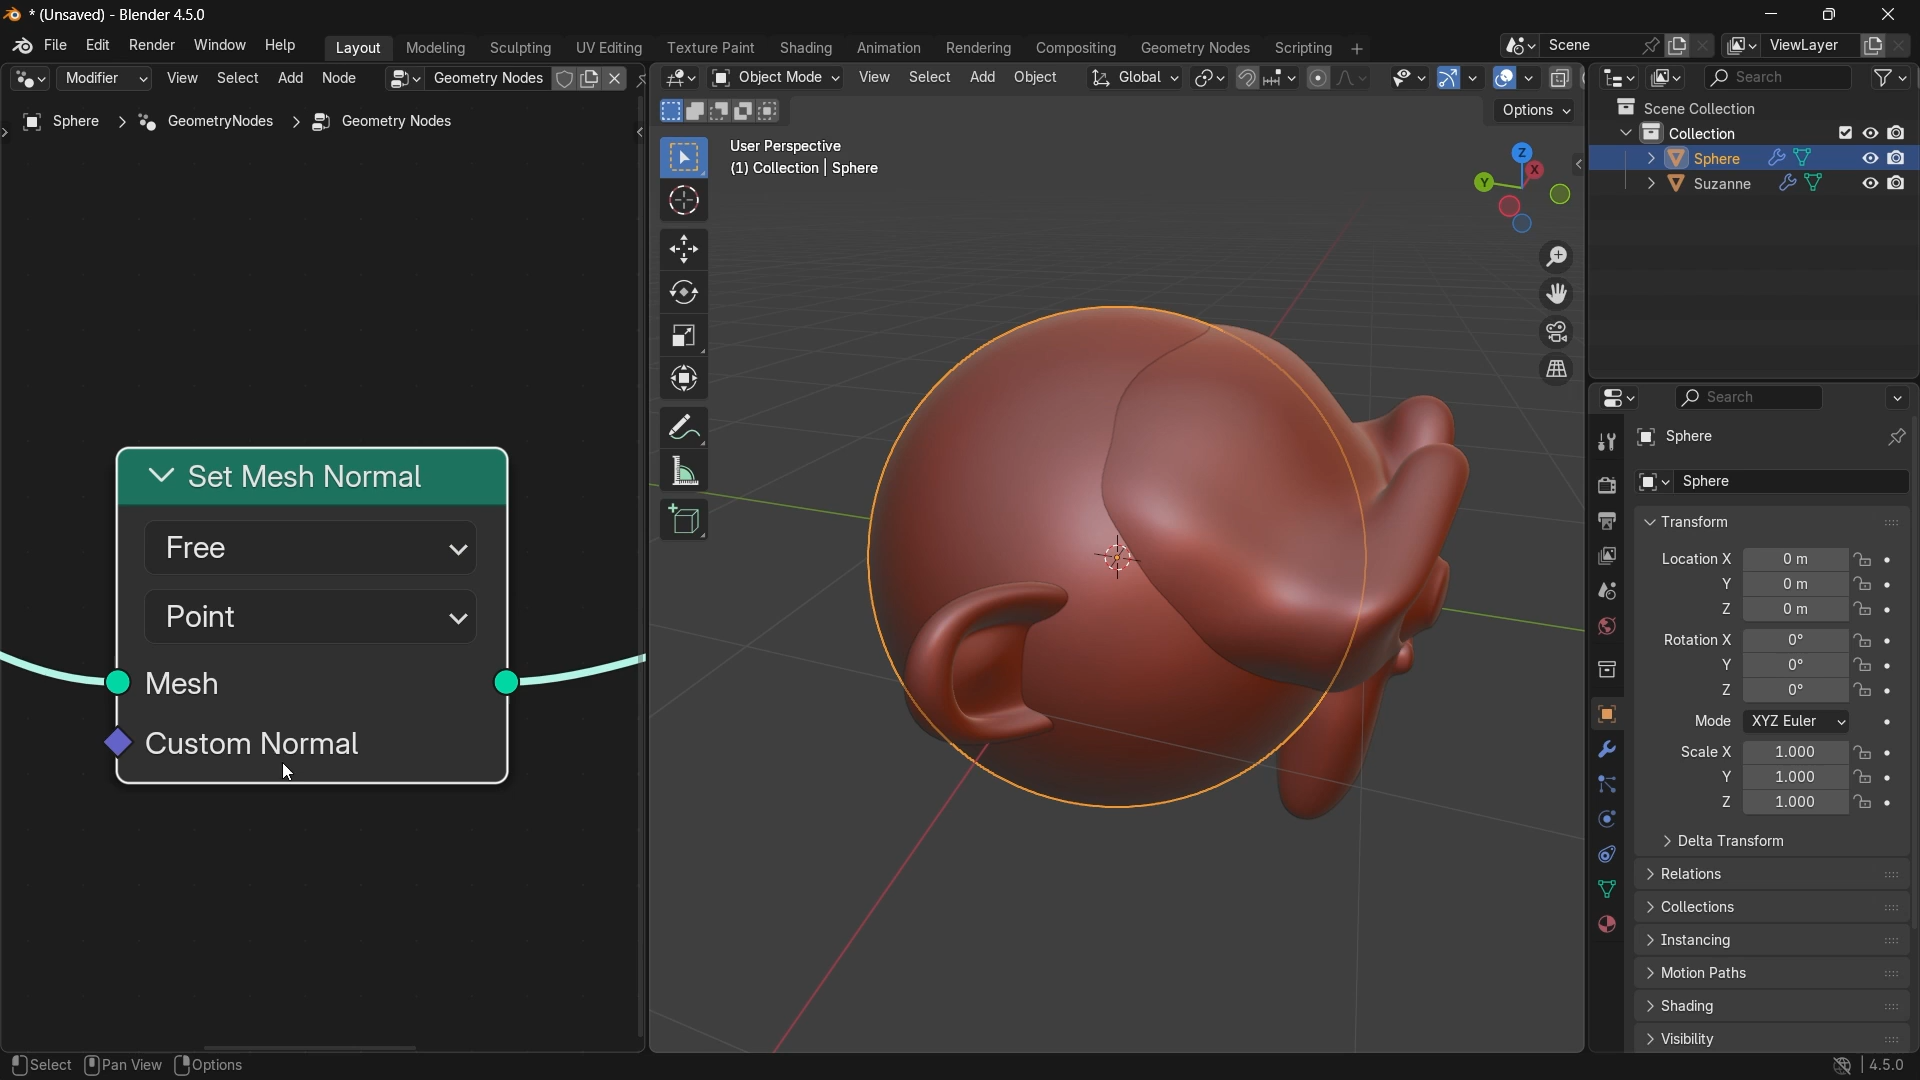 * (Unsaved) - Blender 4.5.0
File Edit Render Window Help Layout Modeling Sculpting UV Editing Texture Paint Shading Animation Rendering Compositing Geometry Nodes Scripting + Scene ViewLayer
Modifier View Select Add Node Geometry Nodes
Object Mode View Select Add Object Global
Search
Options
Sphere > GeometryNodes > Geometry Nodes
User Perspective
(1) Collection | Sphere
Z
X
Y
Scene Collection
Collection
Sphere
Suzanne
Set Mesh Normal
Free
Point
Mesh
Custom Normal
Search
Sphere
Sphere
Transform
Location X 0 m
Y 0 m
Z 0 m
Rotation X 0°
Y 0°
Z 0°
Mode XYZ Euler
Scale X 1.000
Y 1.000
Z 1.000
Delta Transform
Relations
Collections
Instancing
Motion Paths
Shading
Visibility
Select Pan View Options
4.5.0